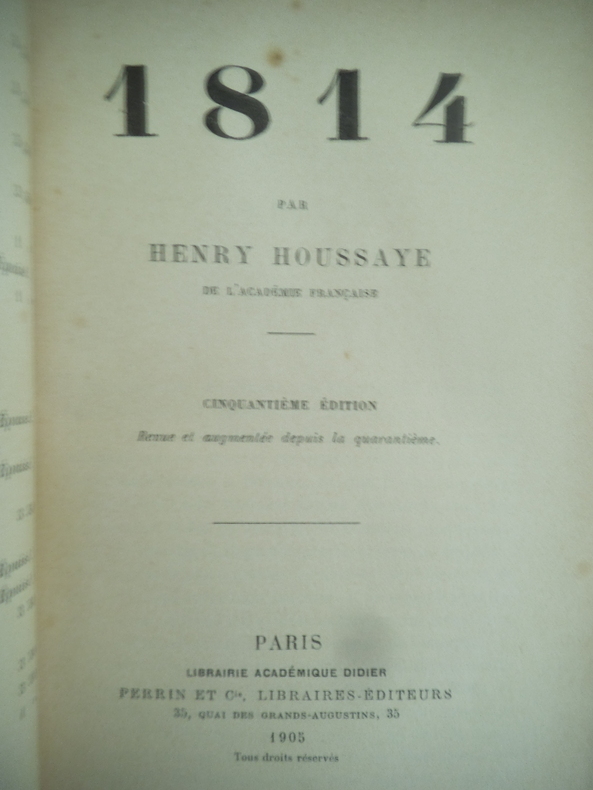 1814
PAR
HENRY HOUSSAYE
DE L'ACADÉMIE FRANÇAISE
CINQUANTIÈME ÉDITION
Revue et augmentée depuis la quarantième.
PARIS
LIBRAIRIE ACADÉMIQUE DIDIER
PERRIN ET Cie, LIBRAIRES-ÉDITEURS
35, QUAI DES GRANDS-AUGUSTINS, 35
1905
Tous droits réservés